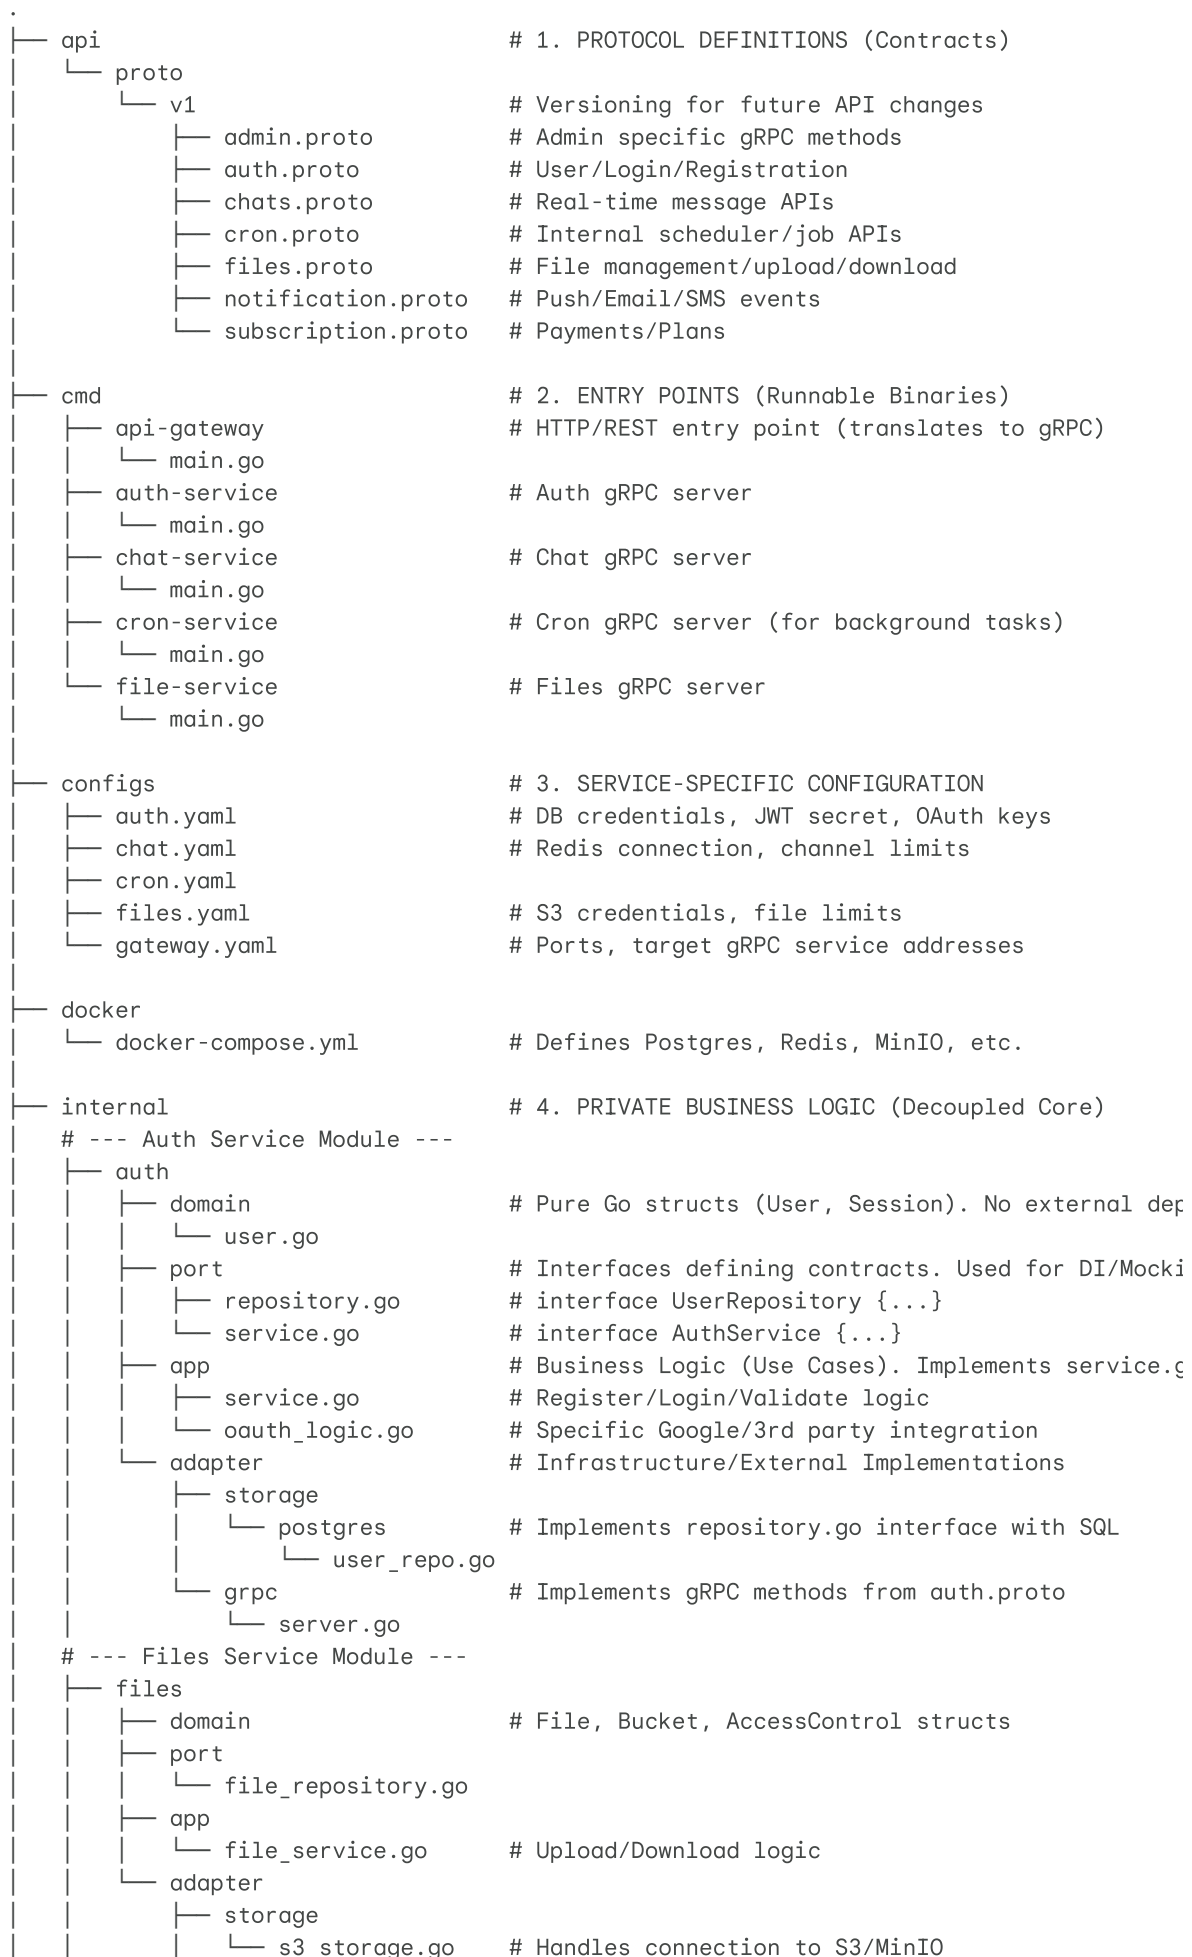 .
├── api                              # 1. PROTOCOL DEFINITIONS (Contracts)
│   └── proto
│       └── v1                       # Versioning for future API changes
│           ├── admin.proto          # Admin specific gRPC methods
│           ├── auth.proto           # User/Login/Registration
│           ├── chats.proto          # Real-time message APIs
│           ├── cron.proto           # Internal scheduler/job APIs
│           ├── files.proto          # File management/upload/download
│           ├── notification.proto   # Push/Email/SMS events
│           └── subscription.proto   # Payments/Plans
│
├── cmd                              # 2. ENTRY POINTS (Runnable Binaries)
│   ├── api-gateway                  # HTTP/REST entry point (translates to gRPC)
│   │   └── main.go
│   ├── auth-service                 # Auth gRPC server
│   │   └── main.go
│   ├── chat-service                 # Chat gRPC server
│   │   └── main.go
│   ├── cron-service                 # Cron gRPC server (for background tasks)
│   │   └── main.go
│   └── file-service                 # Files gRPC server
│       └── main.go
│
├── configs                          # 3. SERVICE-SPECIFIC CONFIGURATION
│   ├── auth.yaml                    # DB credentials, JWT secret, OAuth keys
│   ├── chat.yaml                    # Redis connection, channel limits
│   ├── cron.yaml
│   ├── files.yaml                   # S3 credentials, file limits
│   └── gateway.yaml                 # Ports, target gRPC service addresses
│
├── docker
│   └── docker-compose.yml           # Defines Postgres, Redis, MinIO, etc.
│
├── internal                         # 4. PRIVATE BUSINESS LOGIC (Decoupled Core)
│   # --- Auth Service Module ---
│   ├── auth
│   │   ├── domain                   # Pure Go structs (User, Session). No external dep
│   │   │   └── user.go
│   │   ├── port                     # Interfaces defining contracts. Used for DI/Mocki
│   │   │   ├── repository.go        # interface UserRepository {...}
│   │   │   └── service.go           # interface AuthService {...}
│   │   ├── app                      # Business Logic (Use Cases). Implements service.g
│   │   │   ├── service.go           # Register/Login/Validate logic
│   │   │   └── oauth_logic.go       # Specific Google/3rd party integration
│   │   └── adapter                  # Infrastructure/External Implementations
│   │       ├── storage
│   │       │   └── postgres         # Implements repository.go interface with SQL
│   │       │       └── user_repo.go
│   │       └── grpc                 # Implements gRPC methods from auth.proto
│   │           └── server.go
│   # --- Files Service Module ---
│   ├── files
│   │   ├── domain                   # File, Bucket, AccessControl structs
│   │   ├── port
│   │   │   └── file_repository.go
│   │   ├── app
│   │   │   └── file_service.go      # Upload/Download logic
│   │   └── adapter
│   │       ├── storage
│   │       │   └── s3_storage.go    # Handles connection to S3/MinIO